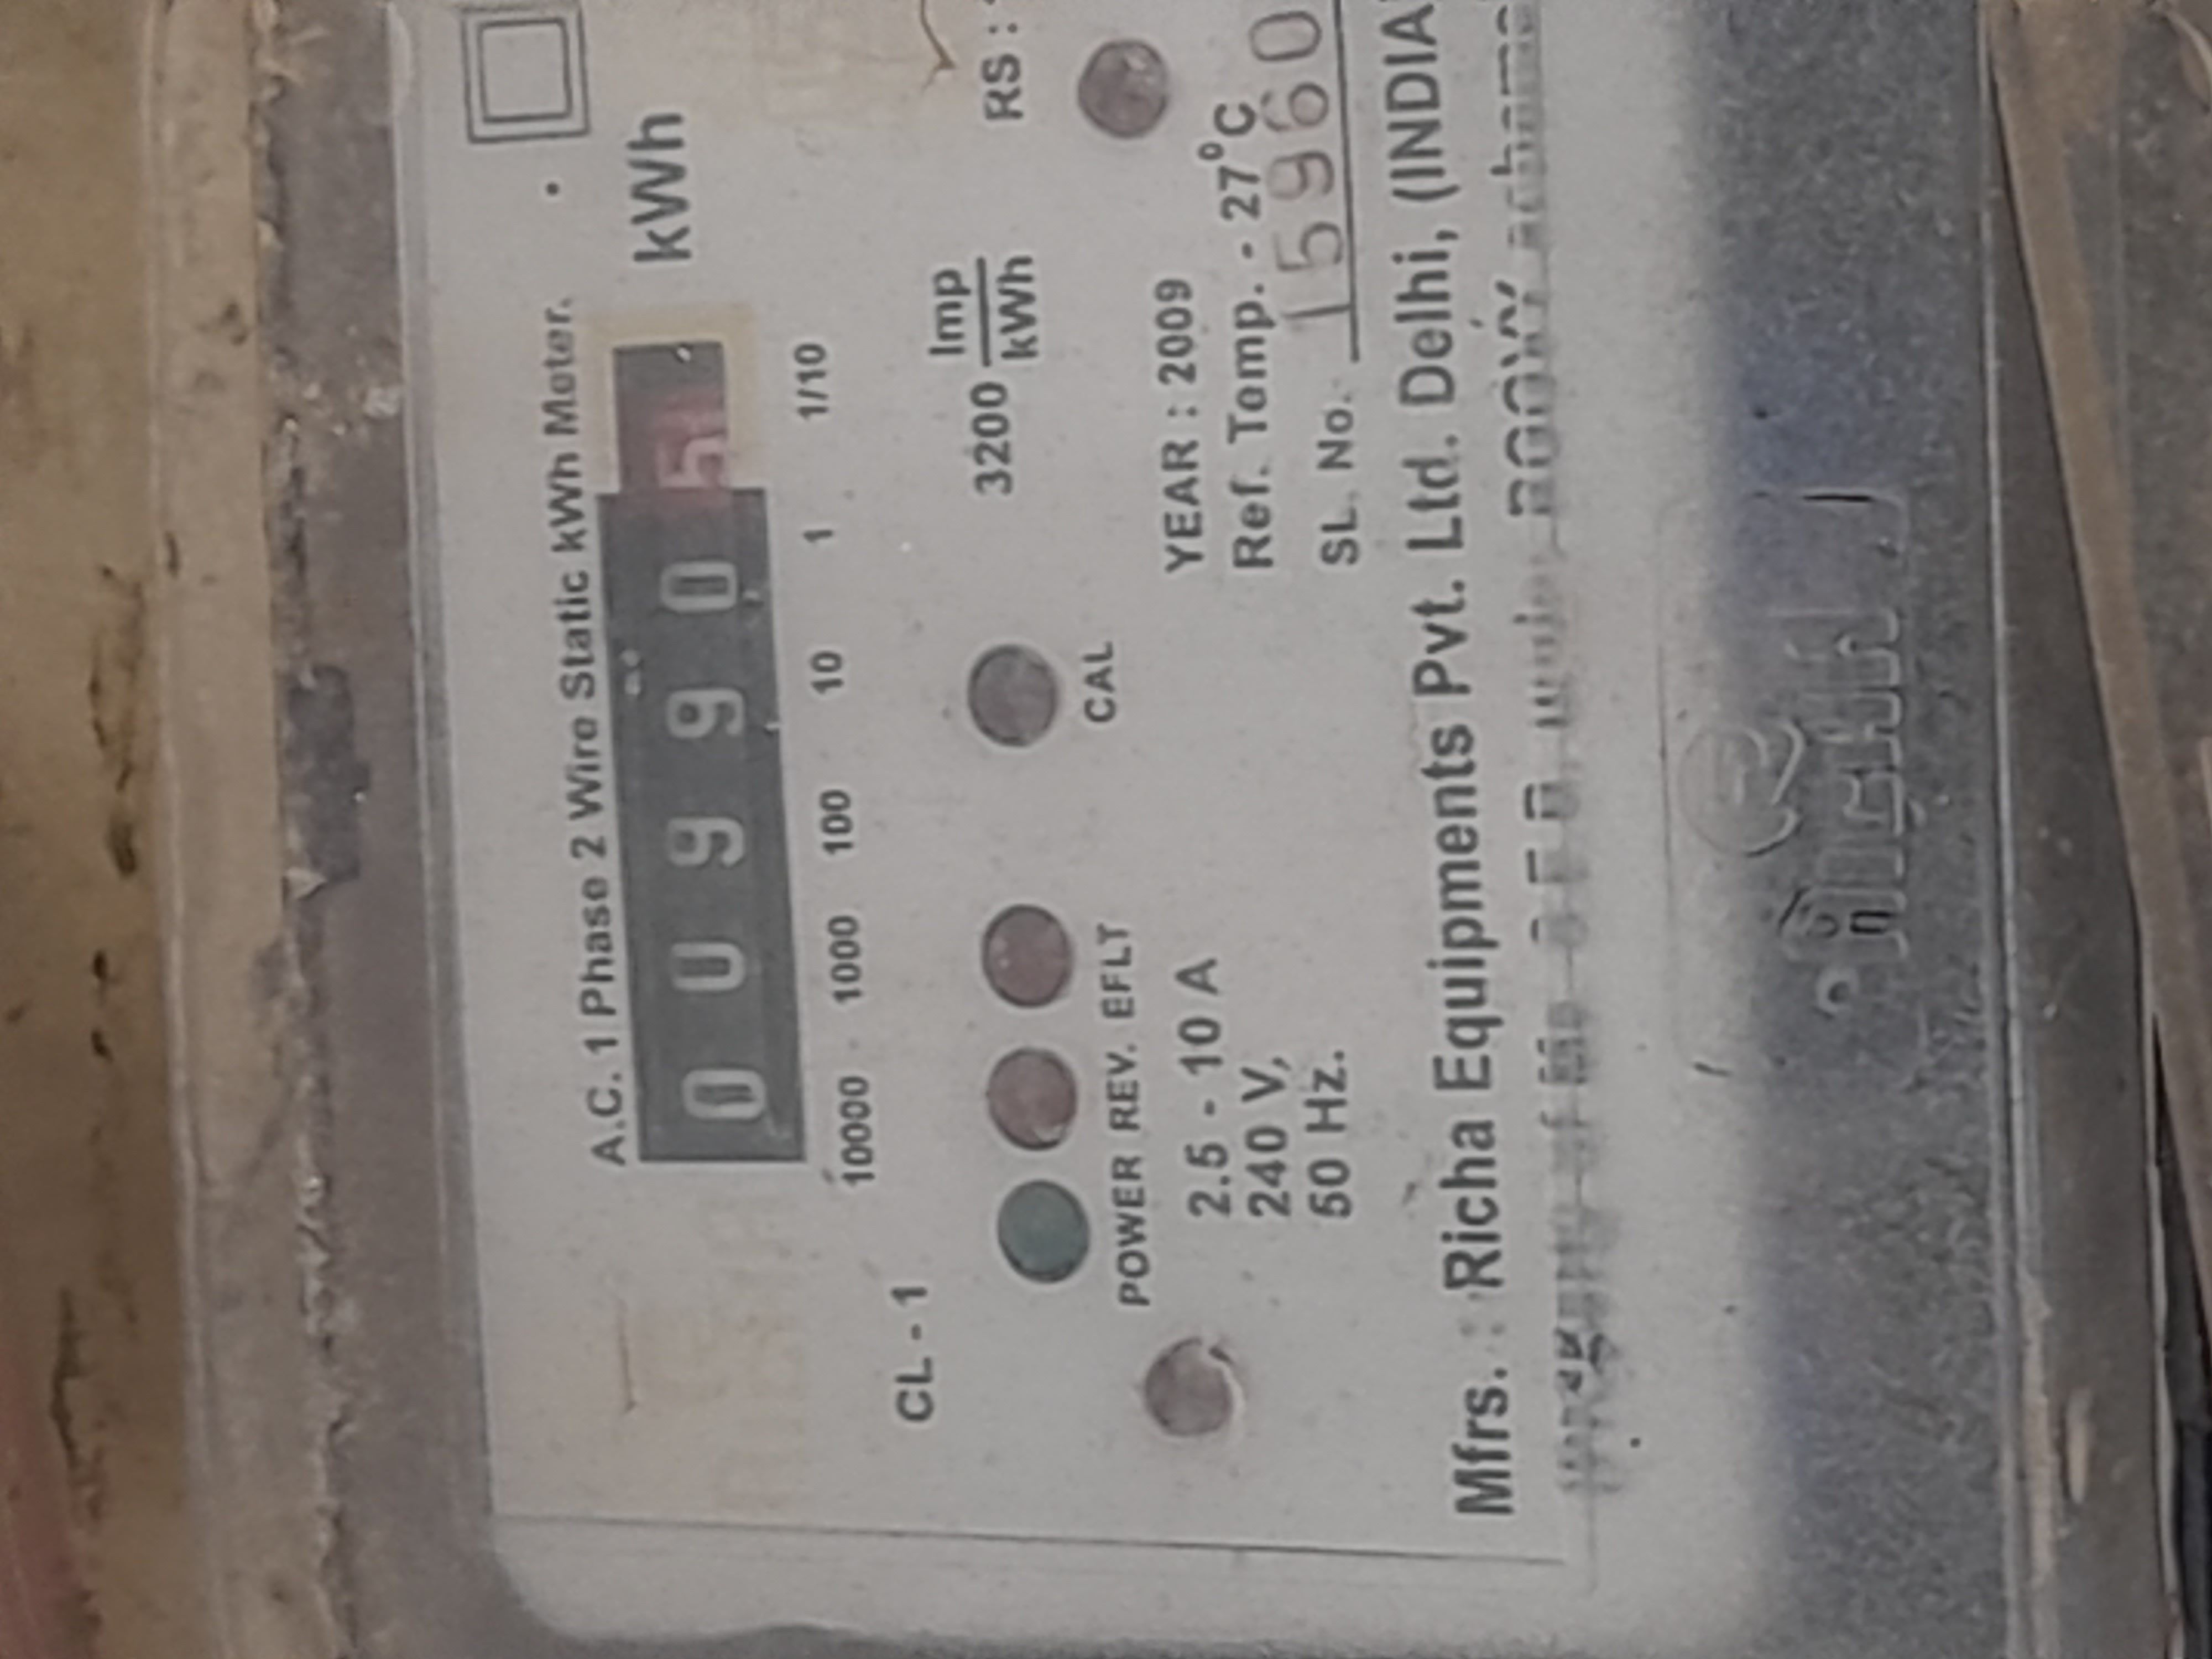 A.C. 1 Phase 2 Wire Static kWh Meter.
0 0 9 9 0 5 kWh
10000 1000 100 10 1 1/10
CL - 1
3200 Imp
kWh
RS :
POWER REV. EFLT
CAL
2.5 - 10 A
240 V,
50 Hz.
YEAR : 2009
Ref. Temp. - 27°C
SL. No. 15960
Mfrs. : Richa Equipments Pvt. Ltd. Delhi, (INDIA